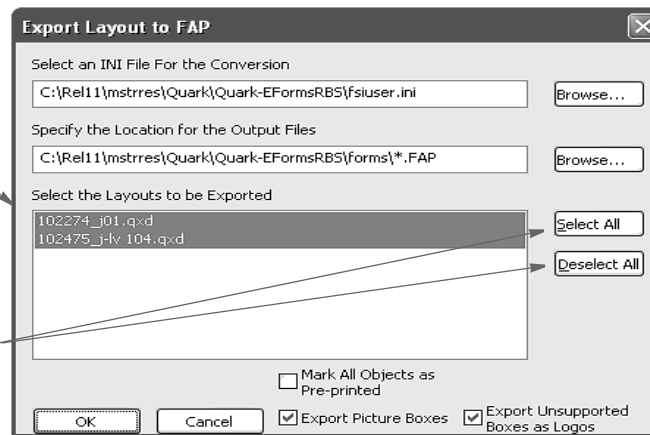 Export Layout to FAP
Select an INI File For the Conversion
C:\Rel11\mstrres\Quark\Quark-EFormsRBS\fsiuser.ini
Browse...
Specify the Location for the Output Files
C:\Rel11\mstrres\Quark\Quark-EFormsRBS\forms\*.FAP
Browse...
Select the Layouts to be Exported
102274_j01.qxd
102475_j-lv 104.qxd
Select All
Deselect All
Mark All Objects as
Pre-printed
OK
Cancel
Export Picture Boxes
Export Unsupported
Boxes as Logos